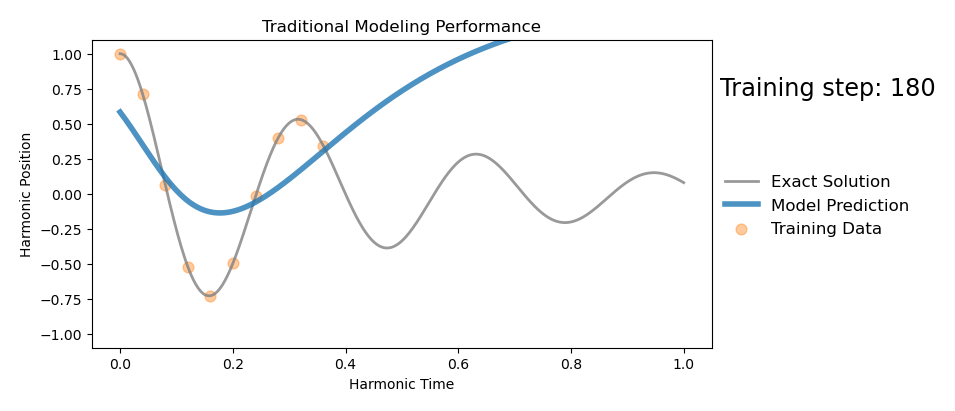 Traditional Modeling Performance
Training step: 180
Harmonic Position
1.00
0.75
0.50
0.25
0.00
−0.25
−0.50
−0.75
−1.00
0.0 0.2 0.4 0.6 0.8 1.0
Harmonic Time
Exact Solution
Model Prediction
Training Data